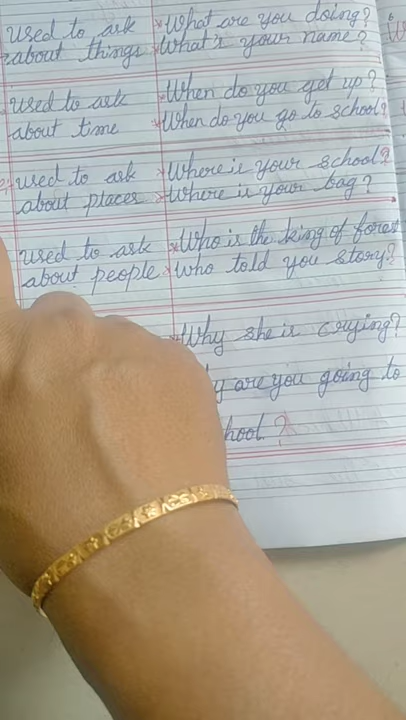 used to ask
about things
* What are you doing?
* What's your name?
used to ask
about time
When do you get up?
* When do you go to school?
used to ask
about places
* Where is your school?
* Where is your bag?
used to ask
about people
* Who is the king of forest
* Who told you story?
Why she is crying?
y are you going to
hool?